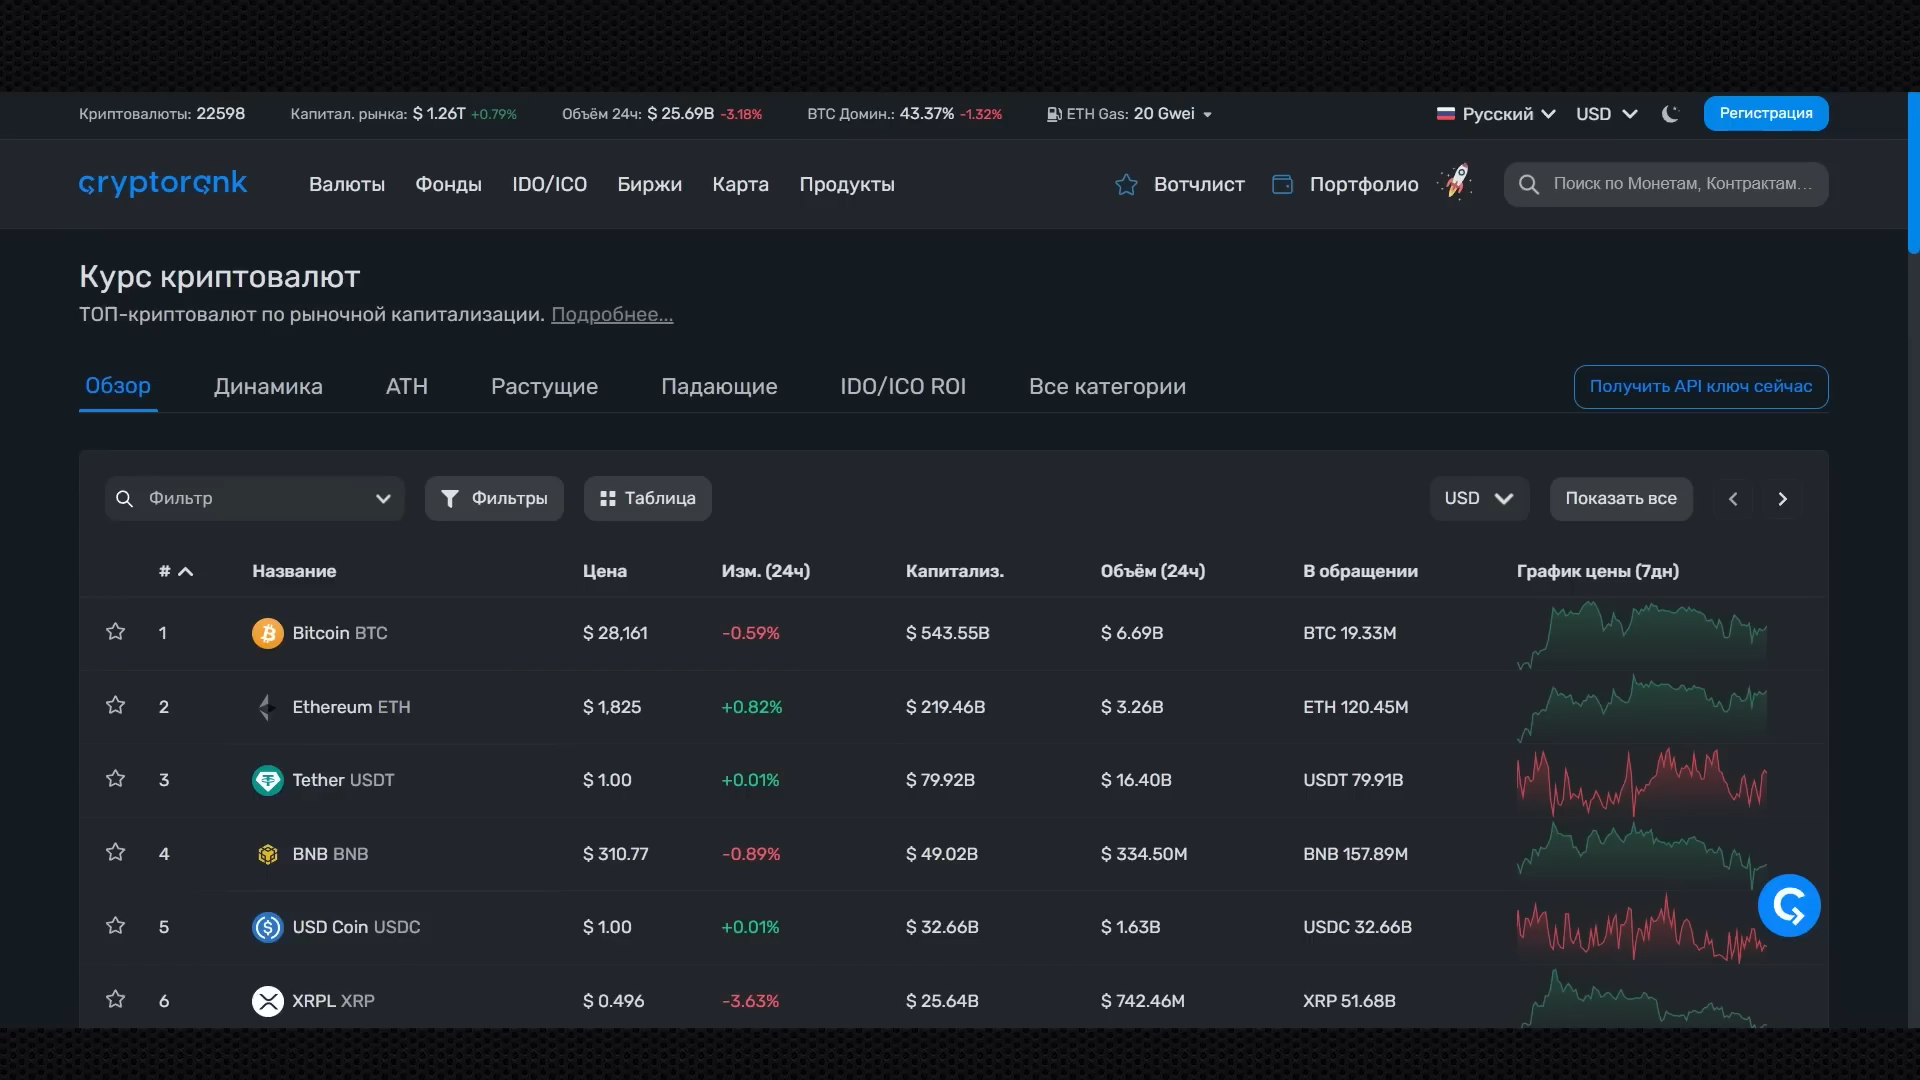 Криптовалюты: 22598 Капитал. рынка: $ 1.26T +0.79% Объём 24ч: $ 25.69B -3.18% BTC Домин.: 43.37% -1.32% ETH Gas: 20 Gwei Русский USD Регистрация
cryptorank Валюты Фонды IDO/ICO Биржи Карта Продукты Вотчлист Портфолио Поиск по Монетам, Контрактам...
Курс криптовалют
ТОП-криптовалют по рыночной капитализации. Подробнее...
Обзор Динамика ATH Растущие Падающие IDO/ICO ROI Все категории Получить API ключ сейчас
Фильтр Фильтры Таблица USD Показать все
# Название Цена Изм. (24ч) Капитализ. Объём (24ч) В обращении График цены (7дн)
1 Bitcoin BTC $ 28,161 -0.59% $ 543.55B $ 6.69B BTC 19.33M
2 Ethereum ETH $ 1,825 +0.82% $ 219.46B $ 3.26B ETH 120.45M
3 Tether USDT $ 1.00 +0.01% $ 79.92B $ 16.40B USDT 79.91B
4 BNB BNB $ 310.77 -0.89% $ 49.02B $ 334.50M BNB 157.89M
5 USD Coin USDC $ 1.00 +0.01% $ 32.66B $ 1.63B USDC 32.66B
6 XRPL XRP $ 0.496 -3.63% $ 25.64B $ 742.46M XRP 51.68B